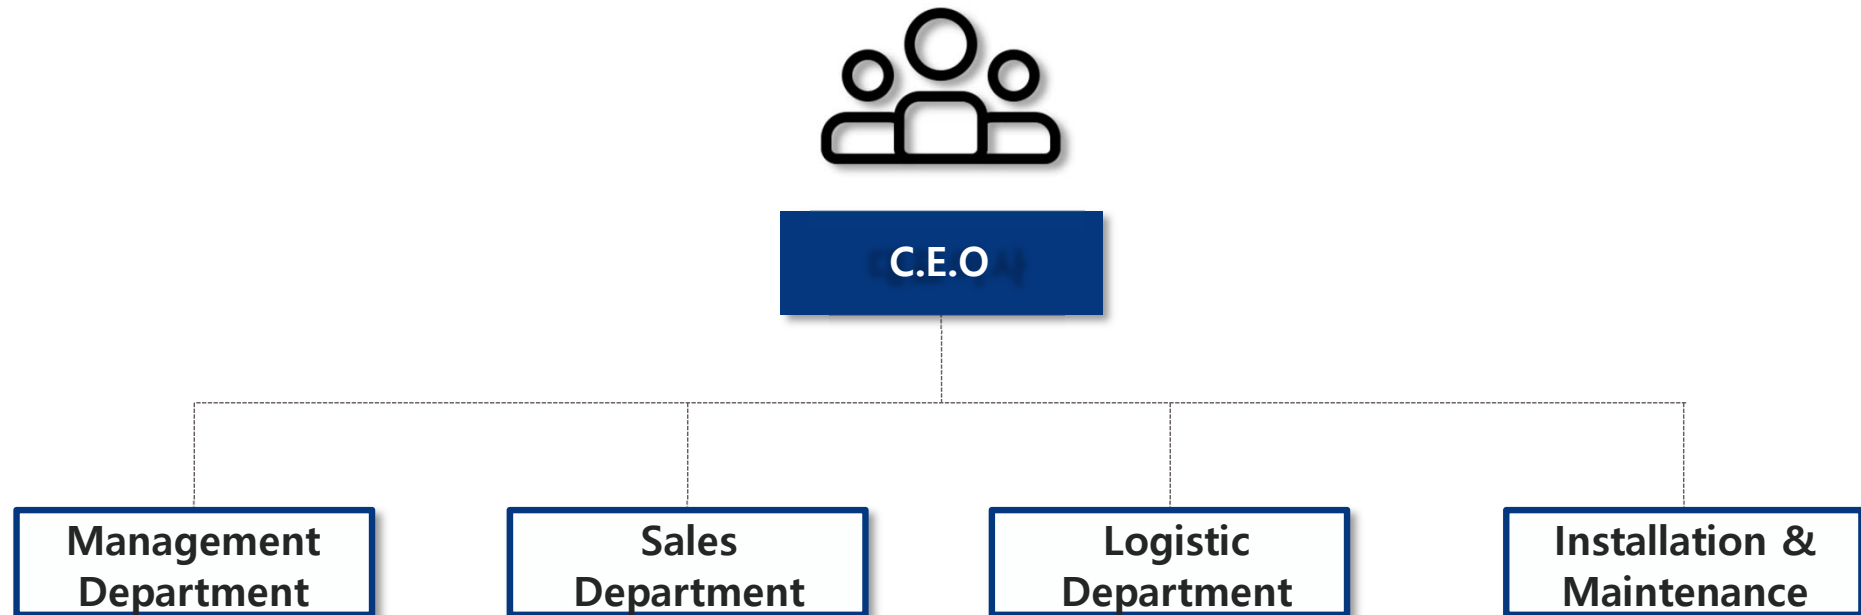 C.E.O
Management
Department
Sales
Department
Logistic
Department
Installation &
Maintenance